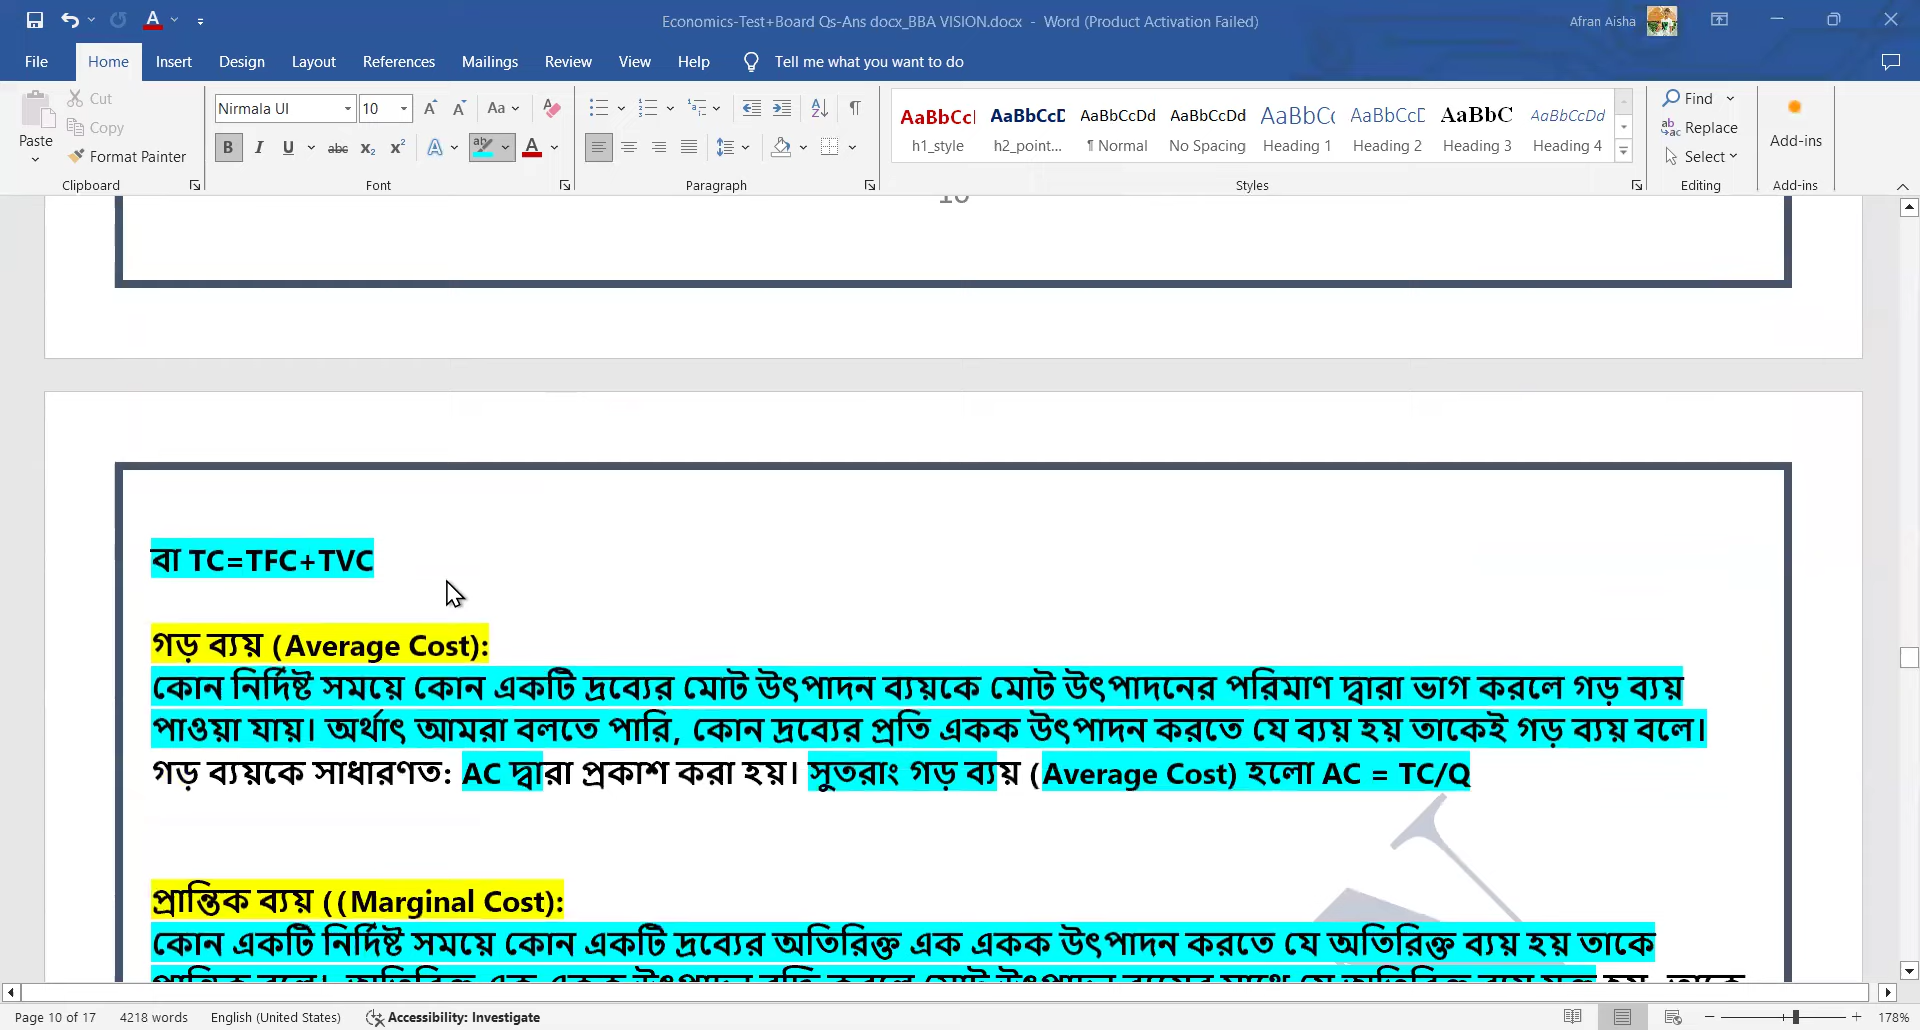 Economics-Test+Board Qs-Ans docx_BBA VISION.docx - Word (Product Activation Failed)
Afran Aisha
File Home Insert Design Layout References Mailings Review View Help Tell me what you want to do
Paste
Cut
Copy
Format Painter
Clipboard
Nirmala UI 10
Font
Paragraph
AaBbCcI AaBbCcD AaBbCcDd AaBbCcDd AaBbCc AaBbCcD AaBbC AaBbCcDd
h1_style h2_point... ¶ Normal No Spacing Heading 1 Heading 2 Heading 3 Heading 4
Styles
Find
Replace
Select
Editing
Add-ins
Add-ins
বা TC=TFC+TVC
গড় ব্যয় (Average Cost):
কোন নির্দিষ্ট সময়ে কোন একটি দ্রব্যের মোট উৎপাদন ব্যয়কে মোট উৎপাদনের পরিমাণ দ্বারা ভাগ করলে গড় ব্যয়
পাওয়া যায়। অর্থাৎ আমরা বলতে পারি, কোন দ্রব্যের প্রতি একক উৎপাদন করতে যে ব্যয় হয় তাকেই গড় ব্যয় বলে।
গড় ব্যয়কে সাধারণত: AC দ্বারা প্রকাশ করা হয়। সুতরাং গড় ব্যয় (Average Cost) হলো AC = TC/Q
প্রান্তিক ব্যয় ((Marginal Cost):
কোন একটি নির্দিষ্ট সময়ে কোন একটি দ্রব্যের অতিরিক্ত এক একক উৎপাদন করতে যে অতিরিক্ত ব্যয় হয় তাকে
Page 10 of 17 4218 words English (United States) Accessibility: Investigate 178%